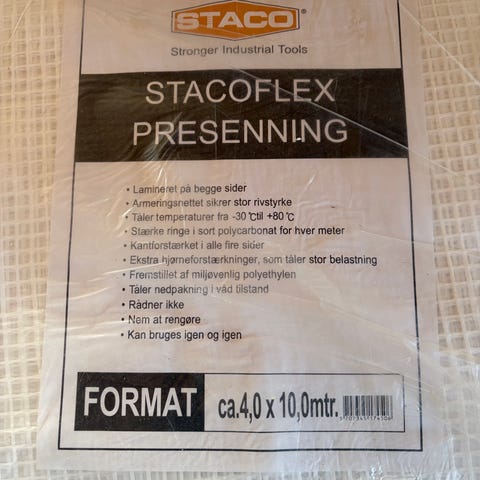 STACO
Stronger Industrial Tools
STACOFLEX
PRESENNING
• Lamineret på begge sider
• Armeringsnettet sikrer stor rivstyrke
• Tåler temperaturer fra -30 ℃til +80 ℃
• Stærke ringe i sort polycarbonat for hver meter
• Kantforstærket i alle fire sider
• Ekstra hjørneforstærkninger, som tåler stor belastning
• Fremstillet af miljøvenlig polyethylen
• Tåler nedpakning i våd tilstand
• Rådner ikke
• Nem at rengøre
• Kan bruges igen og igen
FORMAT ca.4,0 x 10,0mtr.